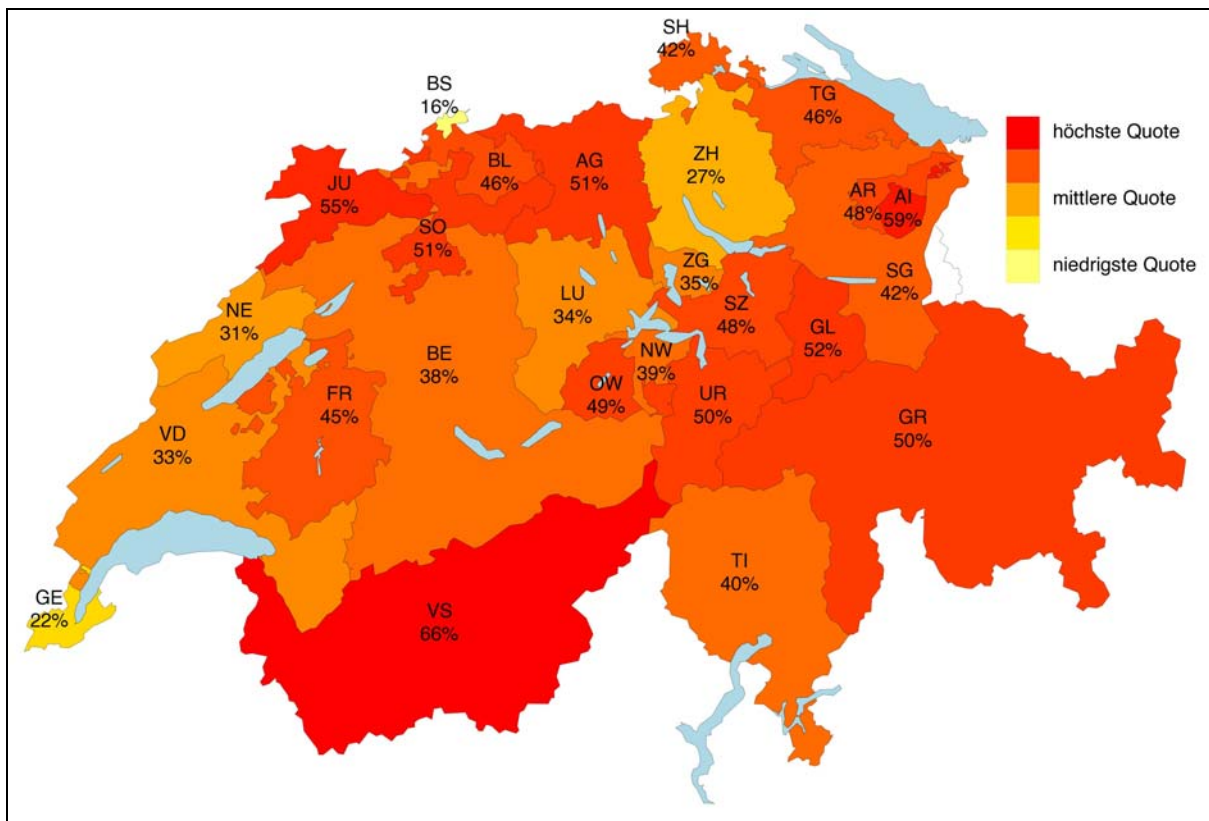 SH
42%
BS
16%
TG
46%
höchste Quote
BL
46%
AG
51%
ZH
27%
mittlere Quote
JU
55%
AR
48%
AI
59%
niedrigste Quote
SO
51%
ZG
35%
SG
42%
NE
31%
LU
34%
SZ
48%
GL
52%
BE
38%
NW
39%
OW
49%
UR
50%
FR
45%
GR
50%
VD
33%
TI
40%
GE
22%
VS
66%